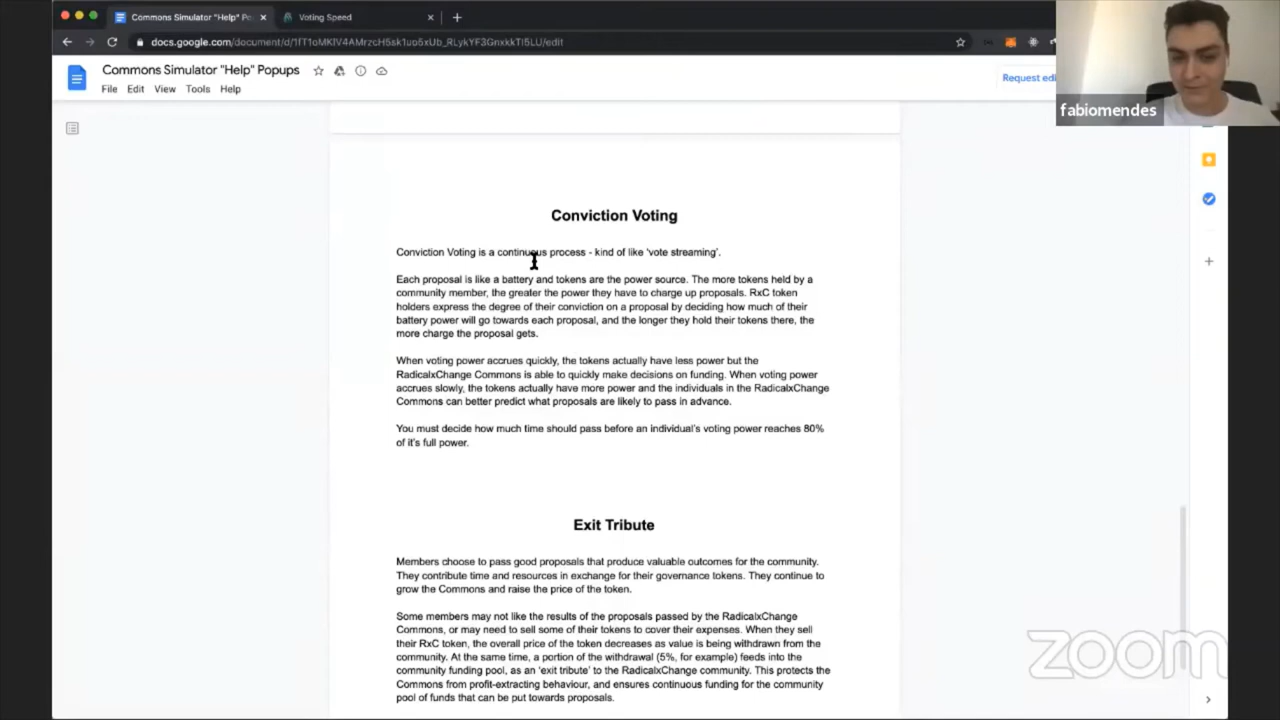 Commons Simulator "Help" Po
Voting Speed
docs.google.com/document/d/
/edit
Commons Simulator "Help" Popups
File Edit View Tools Help
Request edi
fabiomendes
Conviction Voting
Conviction Voting is a continuous process - kind of like 'vote streaming'.
Each proposal is like a battery and tokens are the power source. The more tokens held by a
community member, the greater the power they have to charge up proposals. RxC token
holders express the degree of their conviction on a proposal by deciding how much of their
battery power will go towards each proposal, and the longer they hold their tokens there, the
more charge the proposal gets.
When voting power accrues quickly, the tokens actually have less power but the
RadicalxChange Commons is able to quickly make decisions on funding. When voting power
accrues slowly, the tokens actually have more power and the individuals in the RadicalxChange
Commons can better predict what proposals are likely to pass in advance.
You must decide how much time should pass before an individual's voting power reaches 80%
of it's full power.
Exit Tribute
Members choose to pass good proposals that produce valuable outcomes for the community.
They contribute time and resources in exchange for their governance tokens. They continue to
grow the Commons and raise the price of the token.
Some members may not like the results of the proposals passed by the RadicalxChange
Commons, or may need to sell some of their tokens to cover their expenses. When they sell
their RxC token, the overall price of the token decreases as value is being withdrawn from the
community. At the same time, a portion of the withdrawal (5%, for example) feeds into the
community funding pool, as an 'exit tribute' to the RadicalxChange community. This protects the
Commons from profit-extracting behaviour, and ensures continuous funding for the community
pool of funds that can be put towards proposals.
zoom